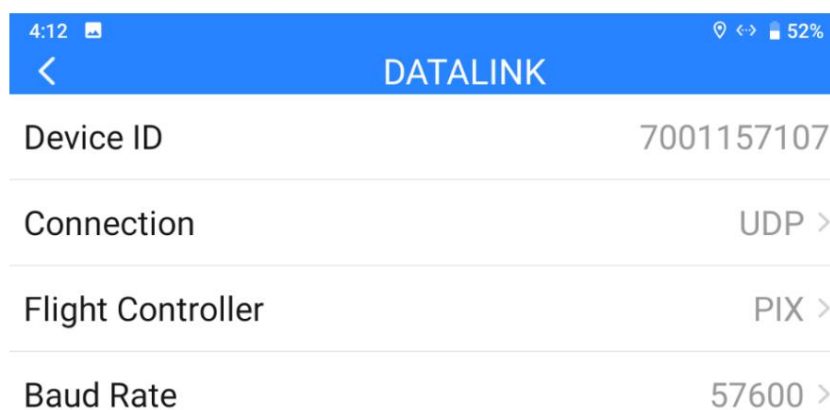 4:12 52%
DATALINK
Device ID 7001157107
Connection UDP
Flight Controller PIX
Baud Rate 57600